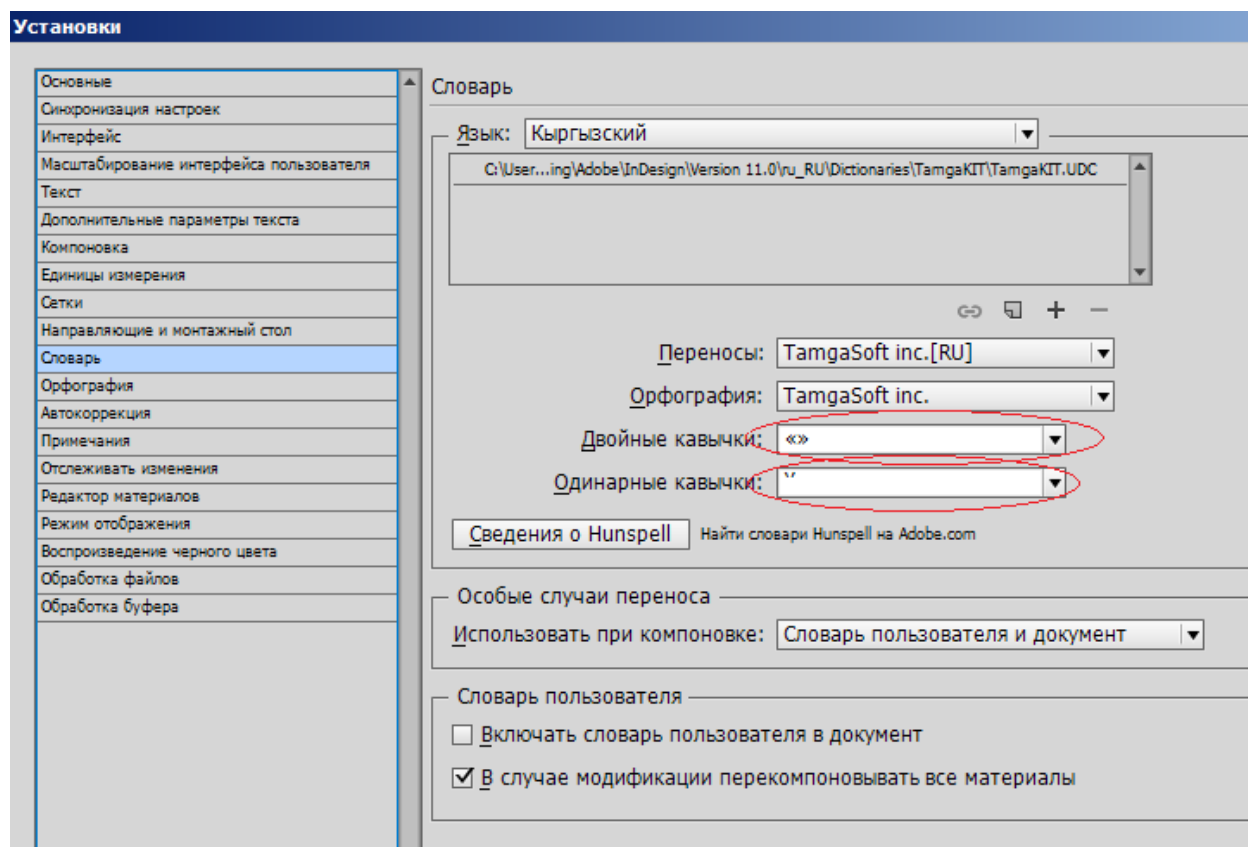 Установки
Основные
Синхронизация настроек
Интерфейс
Масштабирование интерфейса пользователя
Текст
Дополнительные параметры текста
Компоновка
Единицы измерения
Сетки
Направляющие и монтажный стол
Словарь
Орфография
Автокоррекция
Примечания
Отслеживать изменения
Редактор материалов
Режим отображения
Воспроизведение черного цвета
Обработка файлов
Обработка буфера
Словарь
Язык: Кыргызский
C:\User...ing\Adobe\InDesign\Version 11.0\ru_RU\Dictionaries\TamgaKIT\TamgaKIT.UDC
Переносы: TamgaSoft inc.[RU]
Орфография: TamgaSoft inc.
Двойные кавычки: «»
Одинарные кавычки:
Сведения о Hunspell Найти словари Hunspell на Adobe.com
Особые случаи переноса
Использовать при компоновке: Словарь пользователя и документ
Словарь пользователя
Включать словарь пользователя в документ
В случае модификации перекомпоновывать все материалы